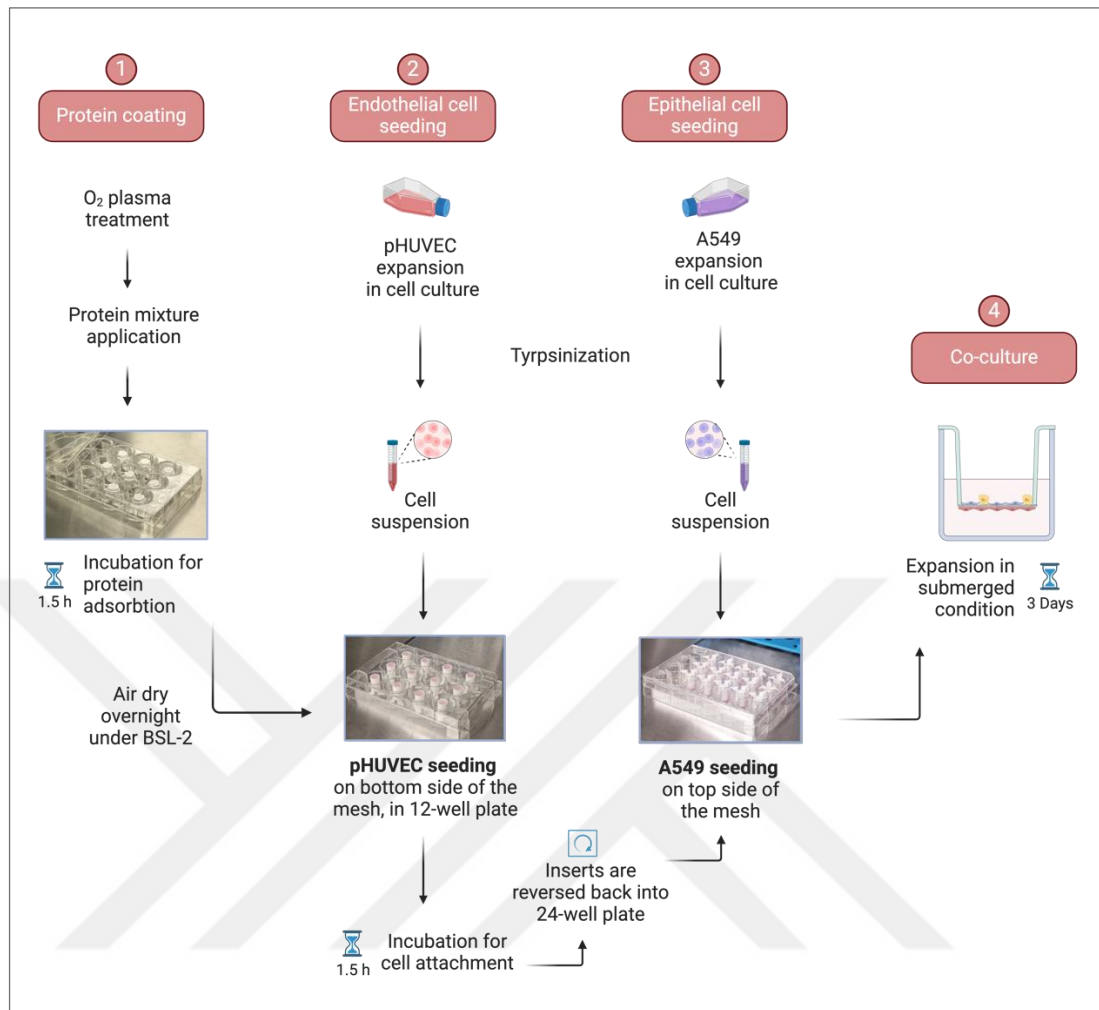 1
Protein coating
O₂ plasma
treatment
Protein mixture
application
Incubation for
protein
adsorbtion
1.5 h
Air dry
overnight
under BSL-2
2
Endothelial cell
seeding
pHUVEC
expansion
in cell culture
Tyrpsinization
Cell
suspension
pHUVEC seeding
on bottom side of the
mesh, in 12-well plate
1.5 h
Incubation for
cell attachment
Inserts are
reversed back into
24-well plate
3
Epithelial cell
seeding
A549
expansion
in cell culture
Cell
suspension
A549 seeding
on top side of
the mesh
4
Co-culture
Expansion in
submerged
condition
3 Days